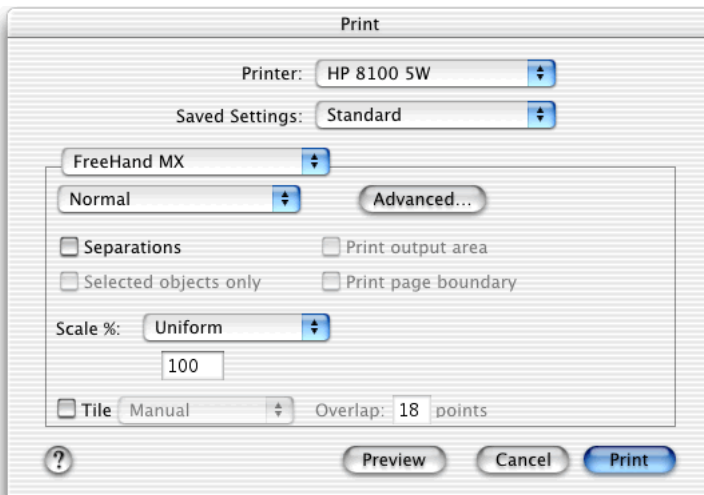 Print
Printer: HP 8100 5W
Saved Settings: Standard
FreeHand MX
Normal Advanced...
Separations Print output area
Selected objects only Print page boundary
Scale %: Uniform
100
Tile Manual Overlap: 18 points
? Preview Cancel Print